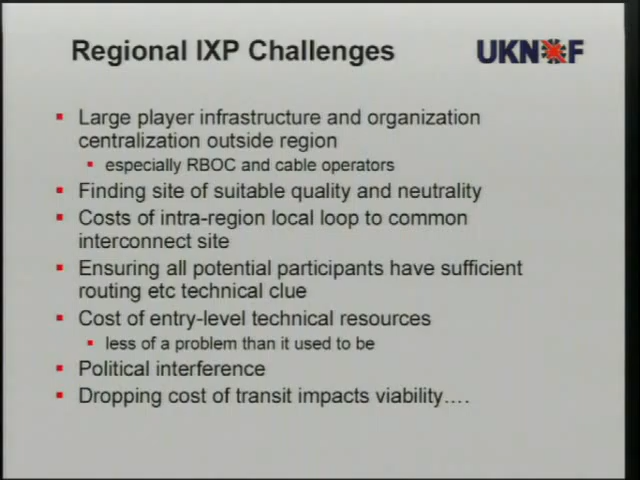 Regional IXP Challenges
UKNOF
Large player infrastructure and organization
centralization outside region
especially RBOC and cable operators
Finding site of suitable quality and neutrality
Costs of intra-region local loop to common
interconnect site
Ensuring all potential participants have sufficient
routing etc technical clue
Cost of entry-level technical resources
less of a problem than it used to be
Political interference
Dropping cost of transit impacts viability....